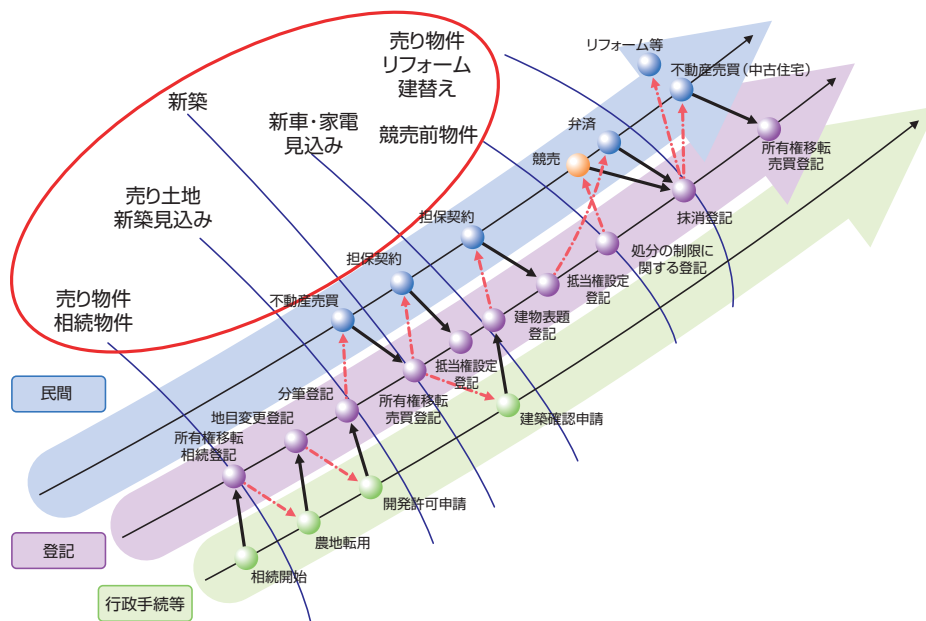 売り物件
リフォーム
建替え
新築
新車・家電
見込み
競売前物件
売り土地
新築見込み
売り物件
相続物件
リフォーム等
不動産売買（中古住宅）
弁済
競売
所有権移転
売買登記
抹消登記
担保契約
処分の制限に
関する登記
担保契約
抵当権設定
登記
不動産売買
建物表題
登記
抵当権設定
登記
民間
分筆登記
所有権移転
売買登記
建築確認申請
地目変更登記
所有権移転
相続登記
開発許可申請
登記
農地転用
相続開始
行政手続等